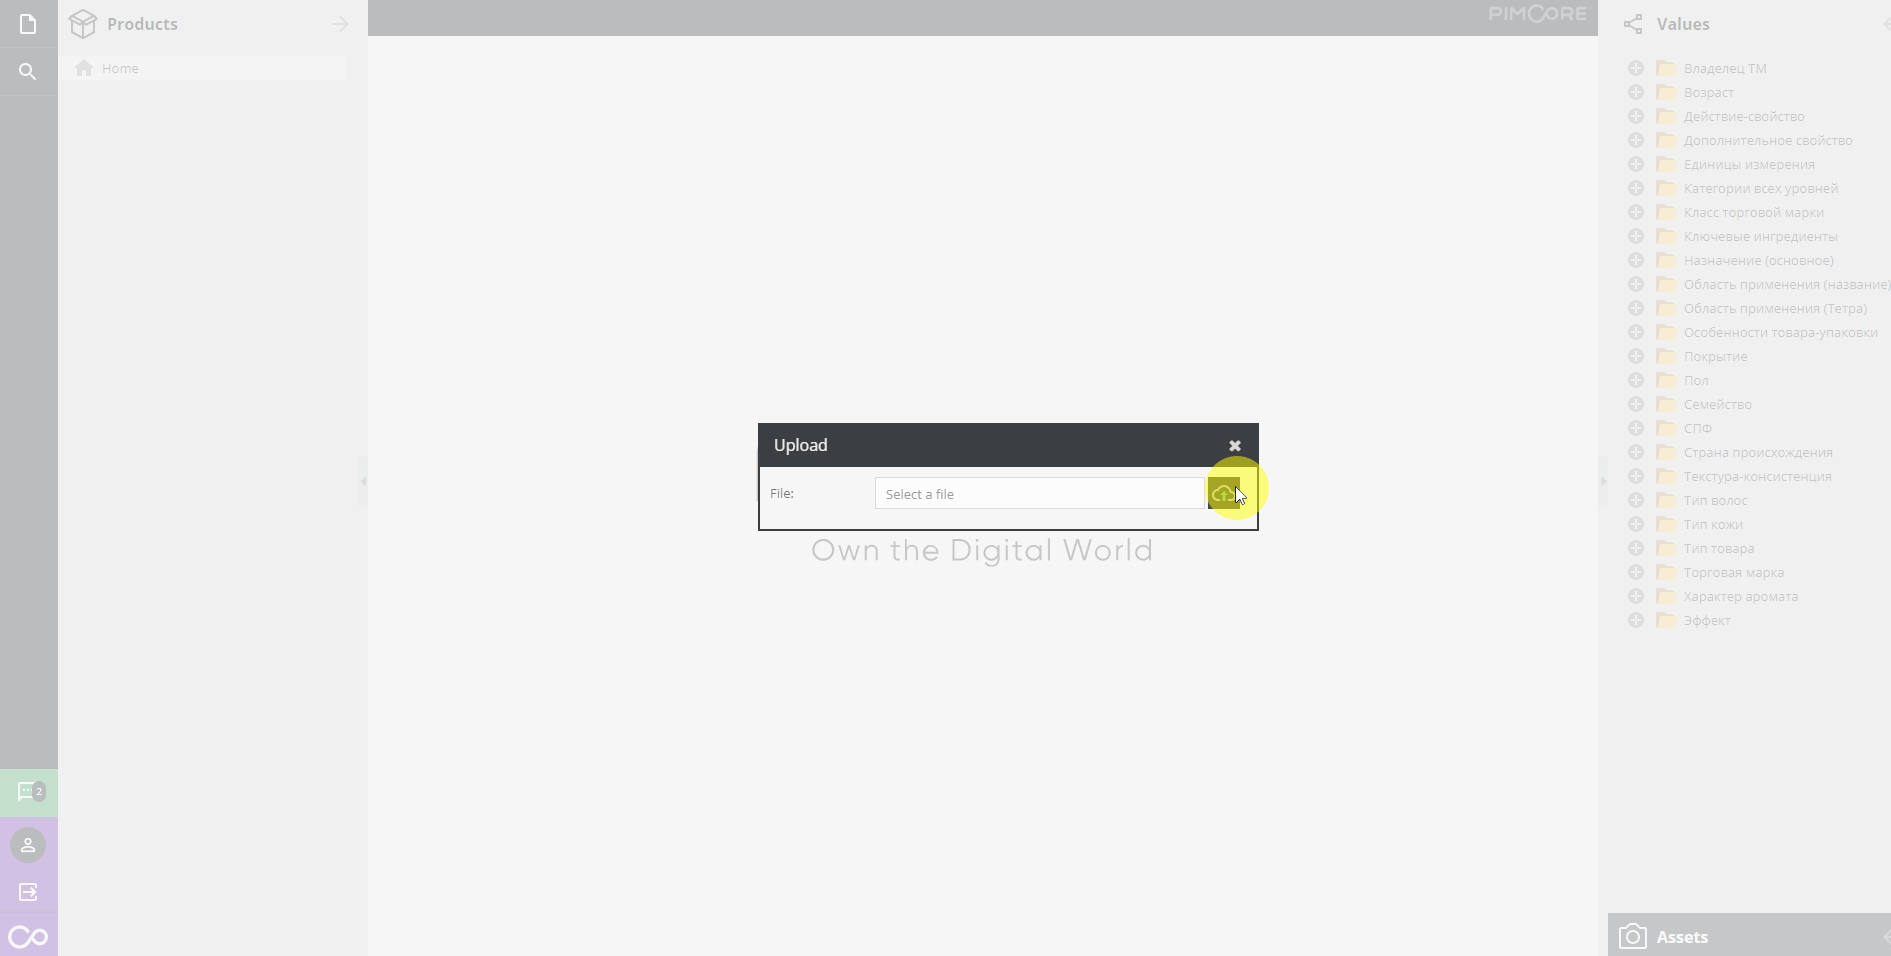 Products
PIMCORE
Values
Home
Владелец ТМ
Возраст
Действие-свойство
Дополнительное свойство
Единицы измерения
Категории всех уровней
Класс торговой марки
Ключевые ингредиенты
Назначение (основное)
Область применения (название)
Область применения (Тетра)
Особенности товара-упаковки
Покрытие
Пол
Семейство
СПФ
Страна происхождения
Текстура-консистенция
Тип волос
Тип кожи
Тип товара
Торговая марка
Характер аромата
Эффект
Upload
File:
Select a file
Own the Digital World
2
Assets